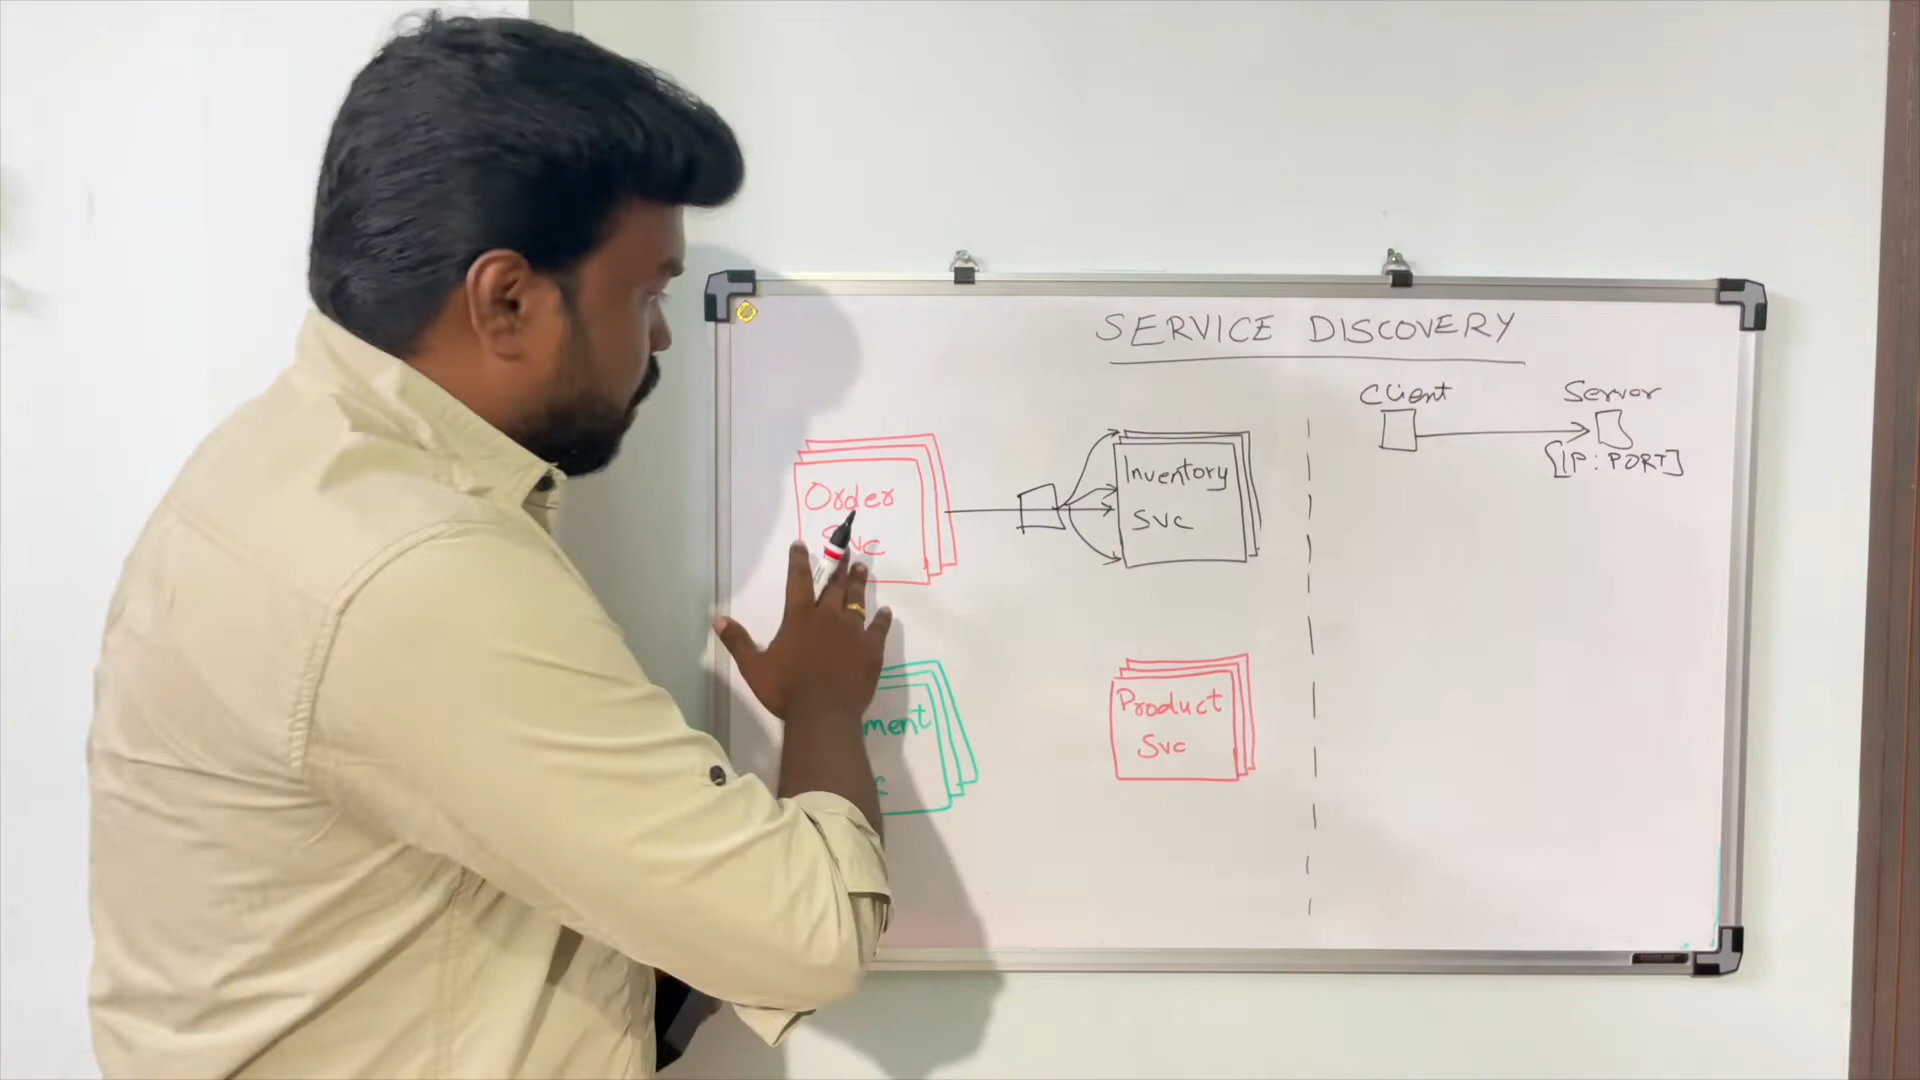 SERVICE DISCOVERY
Client
Server
[IP : PORT]
Order
Svc
Inventory
Svc
ment
c
Product
Svc